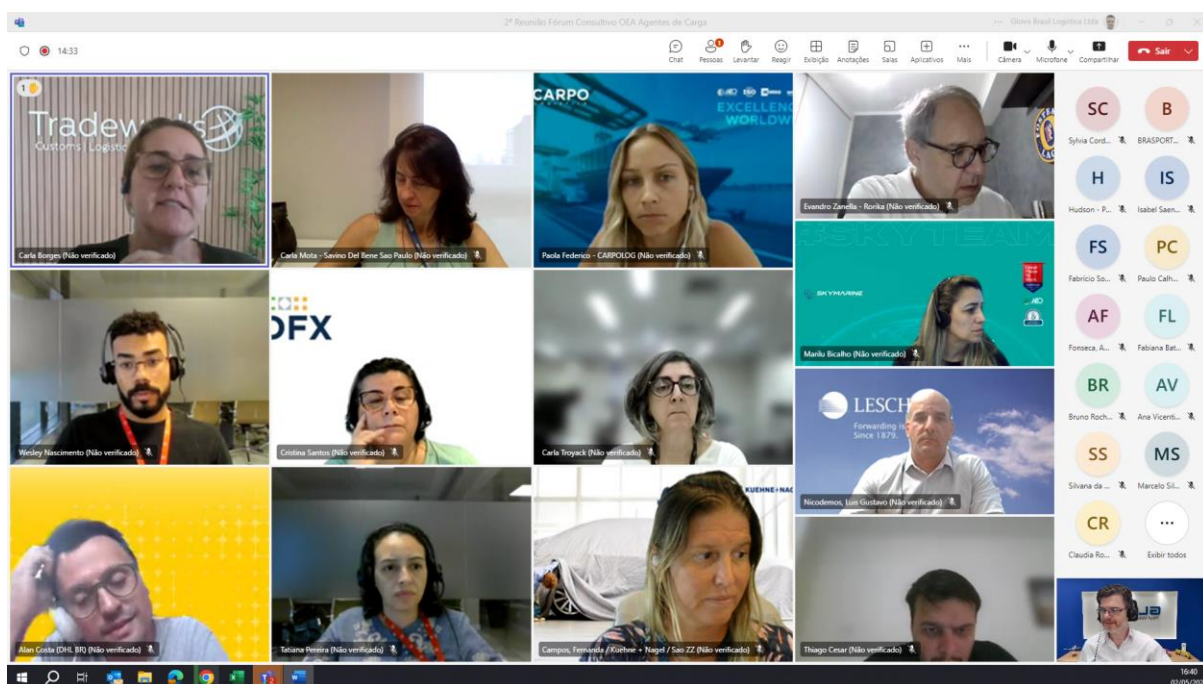 2ª Reunião Fórum Consultivo OEA Agentes de Carga
Giova Brasil Logística Ltda
14:33
Chat
Pessoas
1
Levantar
Reagir
Exibição
Anotações
Salas
Aplicativos
Mais
Câmera
Microfone
Compartilhar
Sair
1
Tradeworks
Customs | Logistic
Carla Borges (Não verificado)
Carla Mota - Savino Del Bene Sao Paulo (Não verificado)
CARPO
EXCELLEN
WORLDW
Paola Federico - CARPOLOG (Não verificado)
Evandro Zanella - Rorika (Não verificado)
SC
Sylvia Cord...
B
BRASPORT...
H
Hudson - P...
IS
Isabel Saen...
Wesley Nascimento (Não verificado)
DFX
Cristina Santos (Não verificado)
Carla Troyack (Não verificado)
SKYMARINE
Marilu Bicalho (Não verificado)
FS
Fabrício So...
PC
Paulo Calh...
AF
Fonseca, A...
FL
Fabiana Bat...
LESCH
Forwarding is
Since 1879.
Nicodemos, Luis Gustavo (Não verificado)
BR
Bruno Roch...
AV
Ana Vicenti...
SS
Silvana da ...
MS
Marcelo Sil...
Alan Costa (DHL BR) (Não verificado)
Tatiana Pereira (Não verificado)
KUEHNE+NAG
Campos, Fernanda / Kuehne + Nagel / Sao ZZ (Não verificado)
Thiago Cesar (Não verificado)
CR
Claudia Ro...
...
Exibir todos
16:40